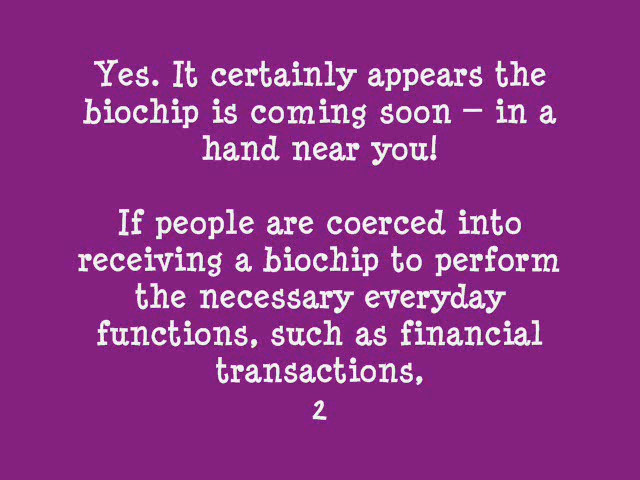 Yes. It certainly appears the
biochip is coming soon – in a
hand near you!
If people are coerced into
receiving a biochip to perform
the necessary everyday
functions, such as financial
transactions,
2